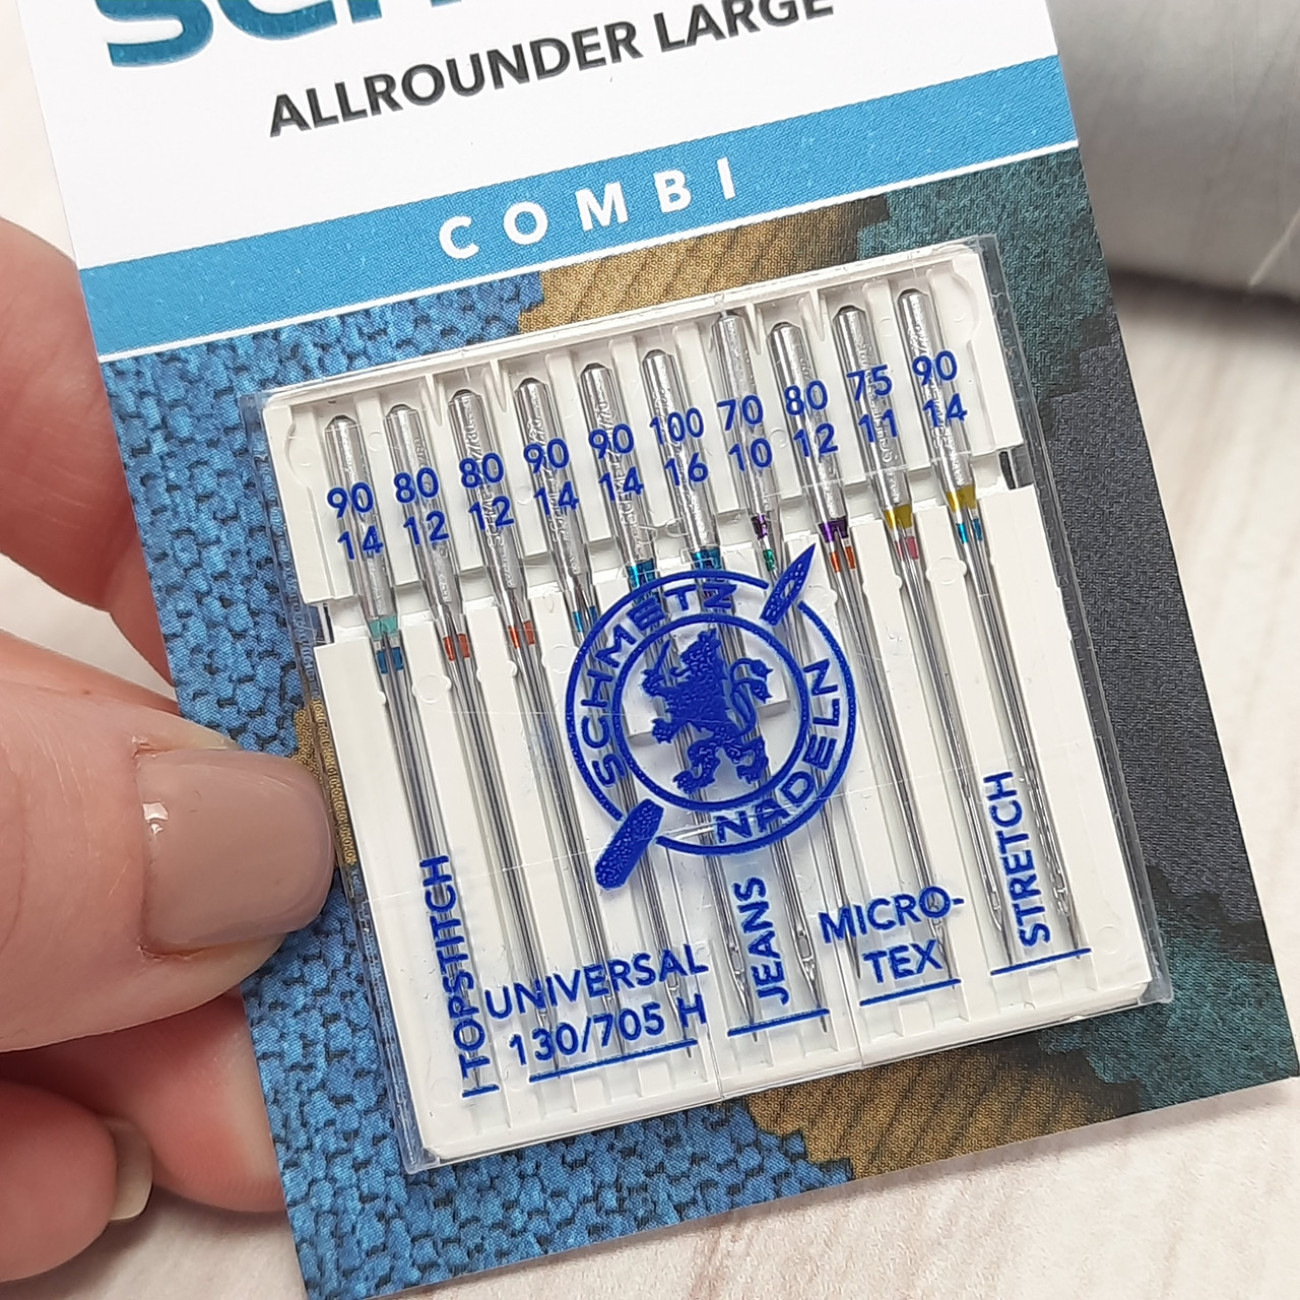 ALLROUNDER LARGE
COMBI
90 80 80 90 90 100 70 80 75 90
14 12 12 14 14 16 10 12 11 14
SCHMETZ
NADELN
TOPSTITCH
UNIVERSAL
130/705 H
JEANS
MICRO-
TEX
STRETCH